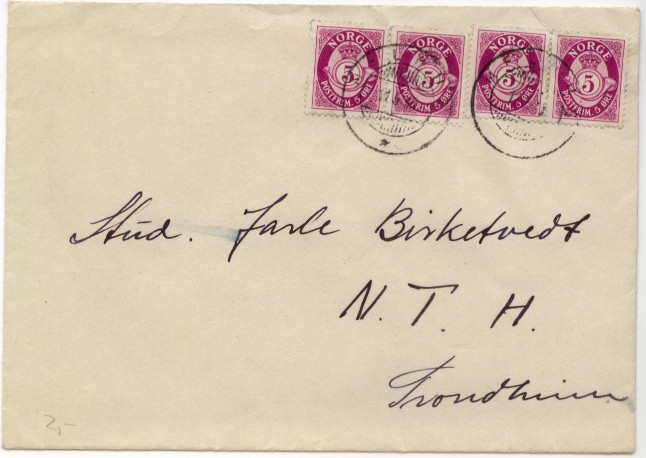 NORGE NORGE NORGE NORGE
5 5 5 5
POSTFRIM. 5 ØRE POSTFRIM. 5 ØRE POSTFRIM. 5 ØRE POSTFRIM. 5 ØRE
Stud. Jarle Birketvedt
N. T. H.
Trondheim
2,-